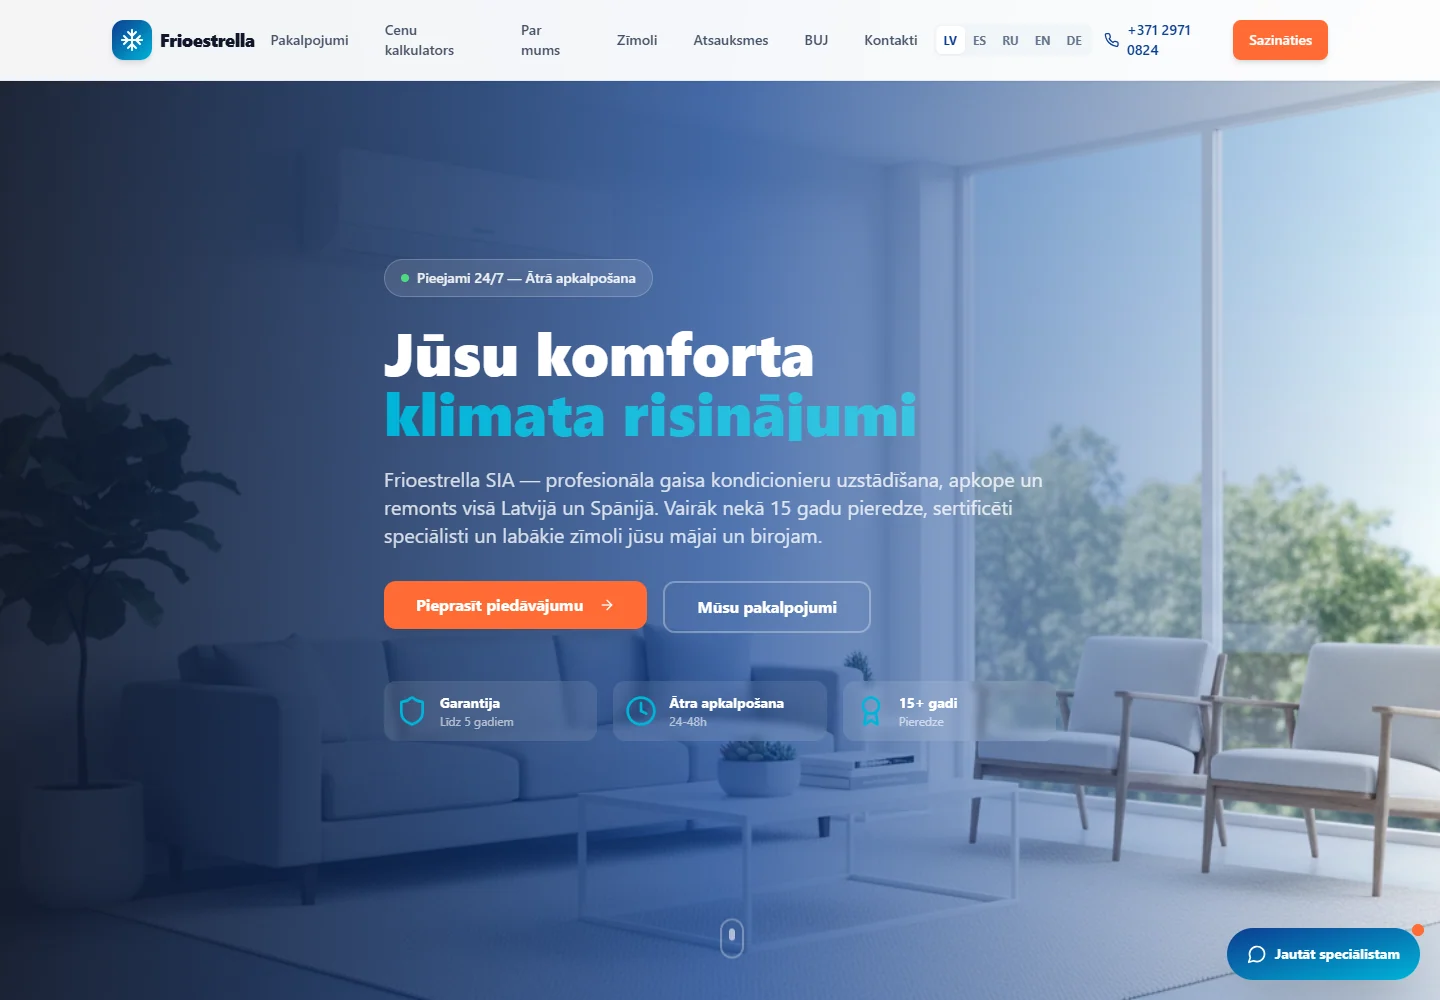 Frioestrella
Pakalpojumi
Cenu
kalkulators
Par
mums
Zīmoli
Atsauksmes
BUJ
Kontakti
LV ES RU EN DE
+371 2971
0824
Sazināties
Pieejami 24/7 — Ātrā apkalpošana
Jūsu komforta
klimata risinājumi
Frioestrella SIA — profesionāla gaisa kondicionieru uzstādīšana, apkope un
remonts visā Latvijā un Spānijā. Vairāk nekā 15 gadu pieredze, sertificēti
speciālisti un labākie zīmoli jūsu mājai un birojam.
Pieprasīt piedāvājumu
Mūsu pakalpojumi
Garantija
Līdz 5 gadiem
Ātra apkalpošana
24-48h
15+ gadi
Pieredze
Jautāt speciālistam